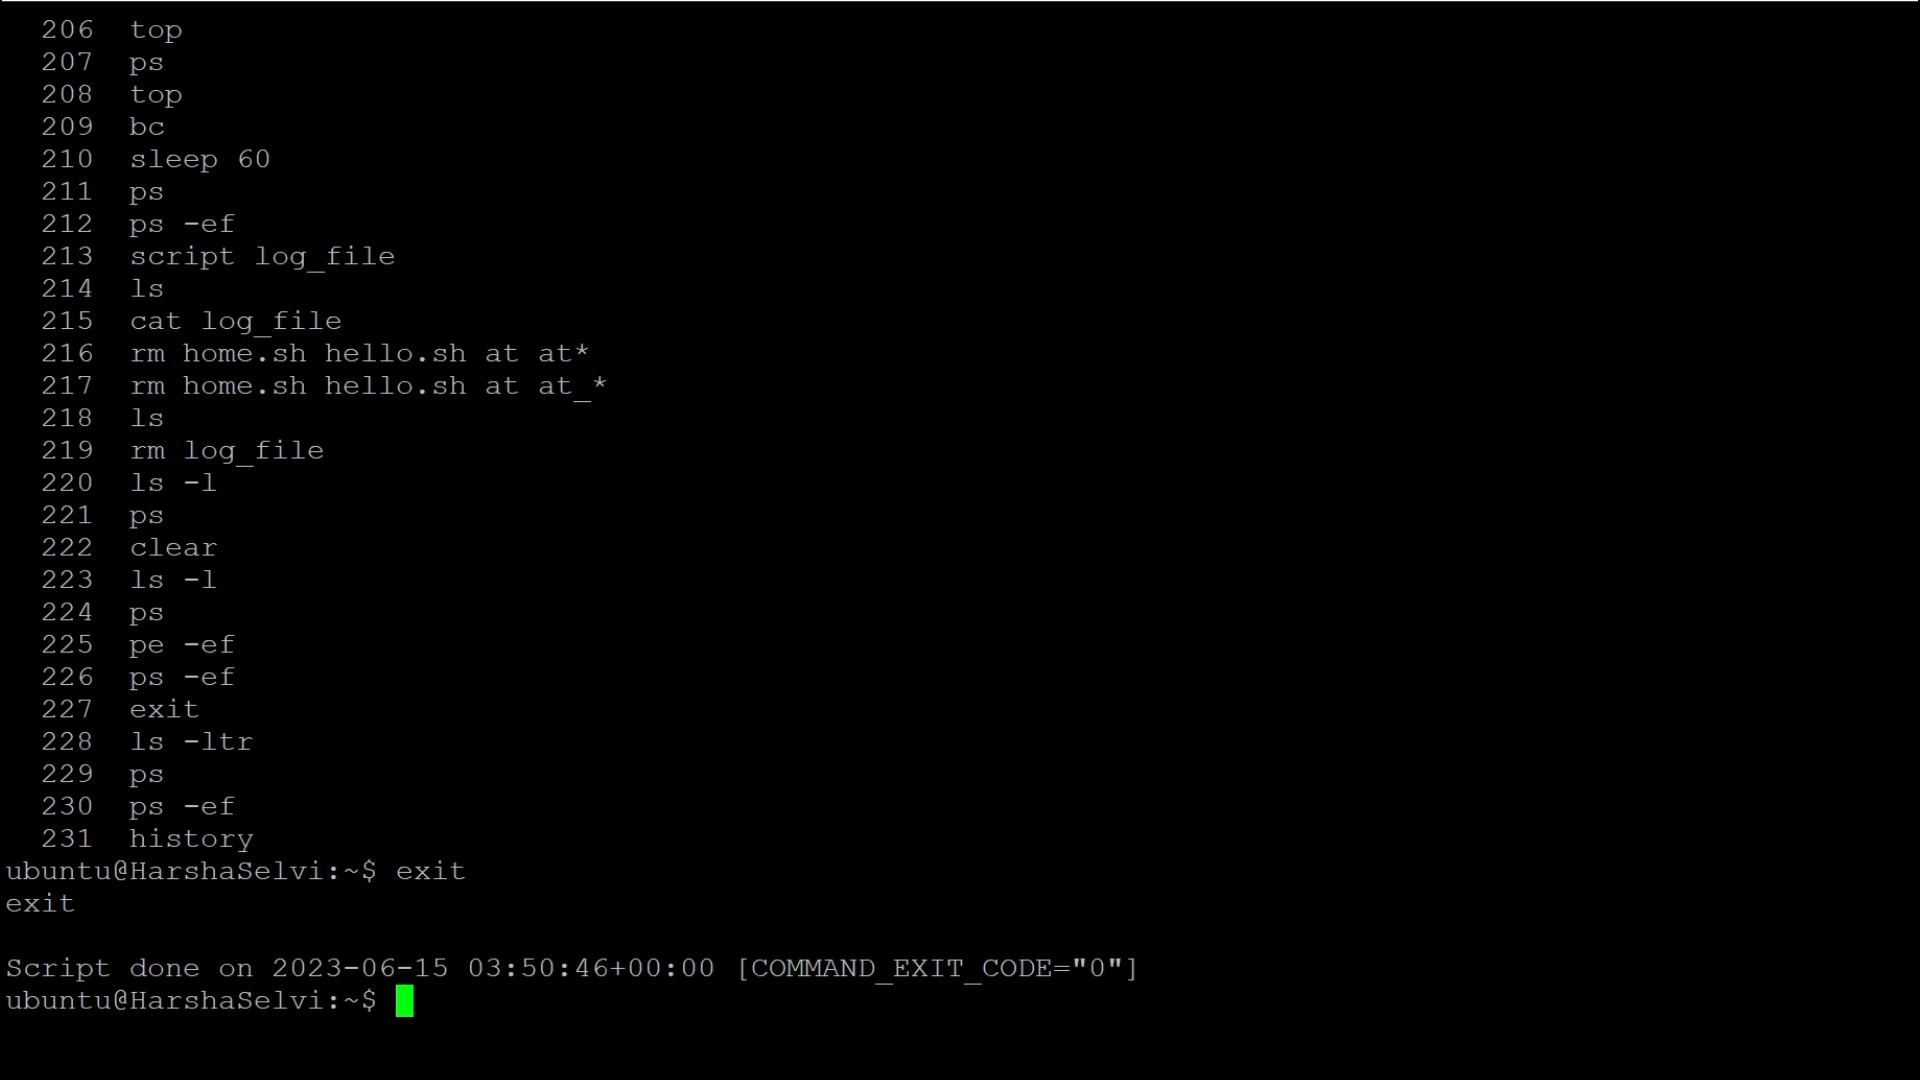 206 top
207 ps
208 top
209 bc
210 sleep 60
211 ps
212 ps -ef
213 script log_file
214 ls
215 cat log_file
216 rm home.sh hello.sh at at*
217 rm home.sh hello.sh at at_*
218 ls
219 rm log_file
220 ls -l
221 ps
222 clear
223 ls -l
224 ps
225 pe -ef
226 ps -ef
227 exit
228 ls -ltr
229 ps
230 ps -ef
231 history
ubuntu@HarshaSelvi:~$ exit
exit
Script done on 2023-06-15 03:50:46+00:00 [COMMAND_EXIT_CODE="0"]
ubuntu@HarshaSelvi:~$